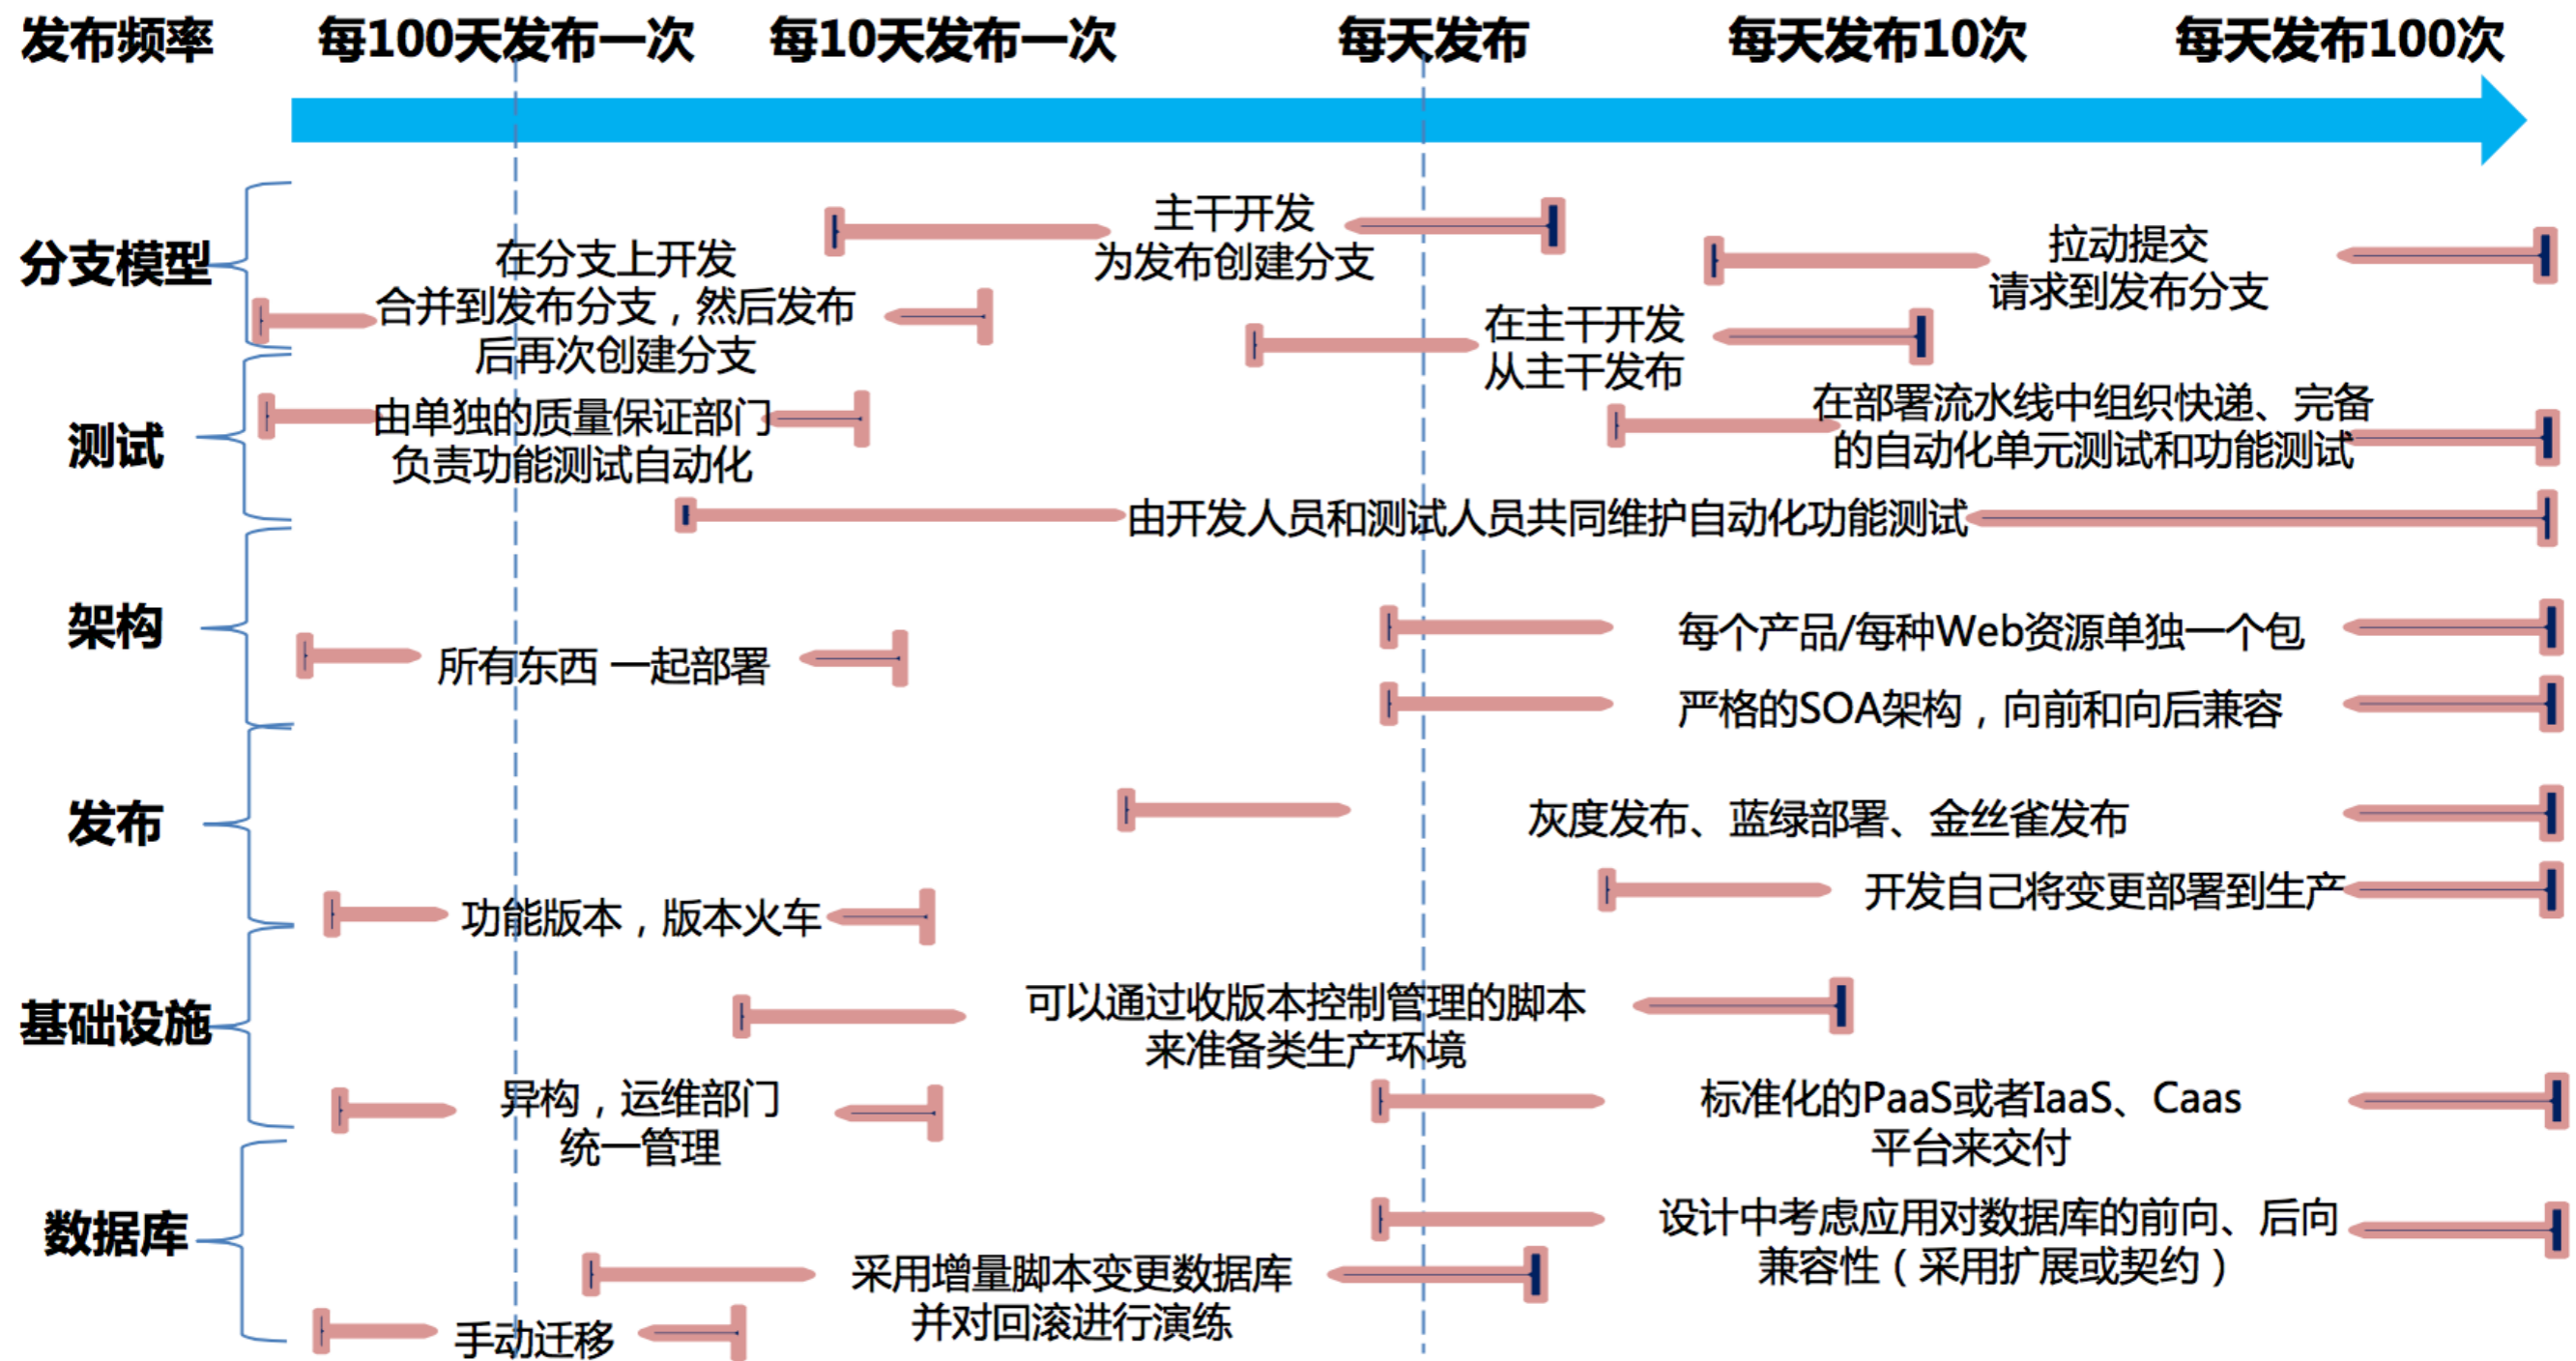 发布频率 每100天发布一次 每10天发布一次 每天发布 每天发布10次 每天发布100次
分支模型
在分支上开发
合并到发布分支，然后发布
后再次创建分支
主干开发
为发布创建分支
在主干开发
从主干发布
拉动提交
请求到发布分支
测试
由单独的质量保证部门
负责功能测试自动化
在部署流水线中组织快递、完备
的自动化单元测试和功能测试
由开发人员和测试人员共同维护自动化功能测试
架构
所有东西 一起部署
每个产品/每种Web资源单独一个包
严格的SOA架构，向前和向后兼容
发布
灰度发布、蓝绿部署、金丝雀发布
开发自己将变更部署到生产
功能版本，版本火车
基础设施
可以通过收版本控制管理的脚本
来准备类生产环境
异构，运维部门
统一管理
标准化的PaaS或者IaaS、Caas
平台来交付
数据库
设计中考虑应用对数据库的前向、后向
兼容性（采用扩展或契约）
采用增量脚本变更数据库
并对回滚进行演练
手动迁移